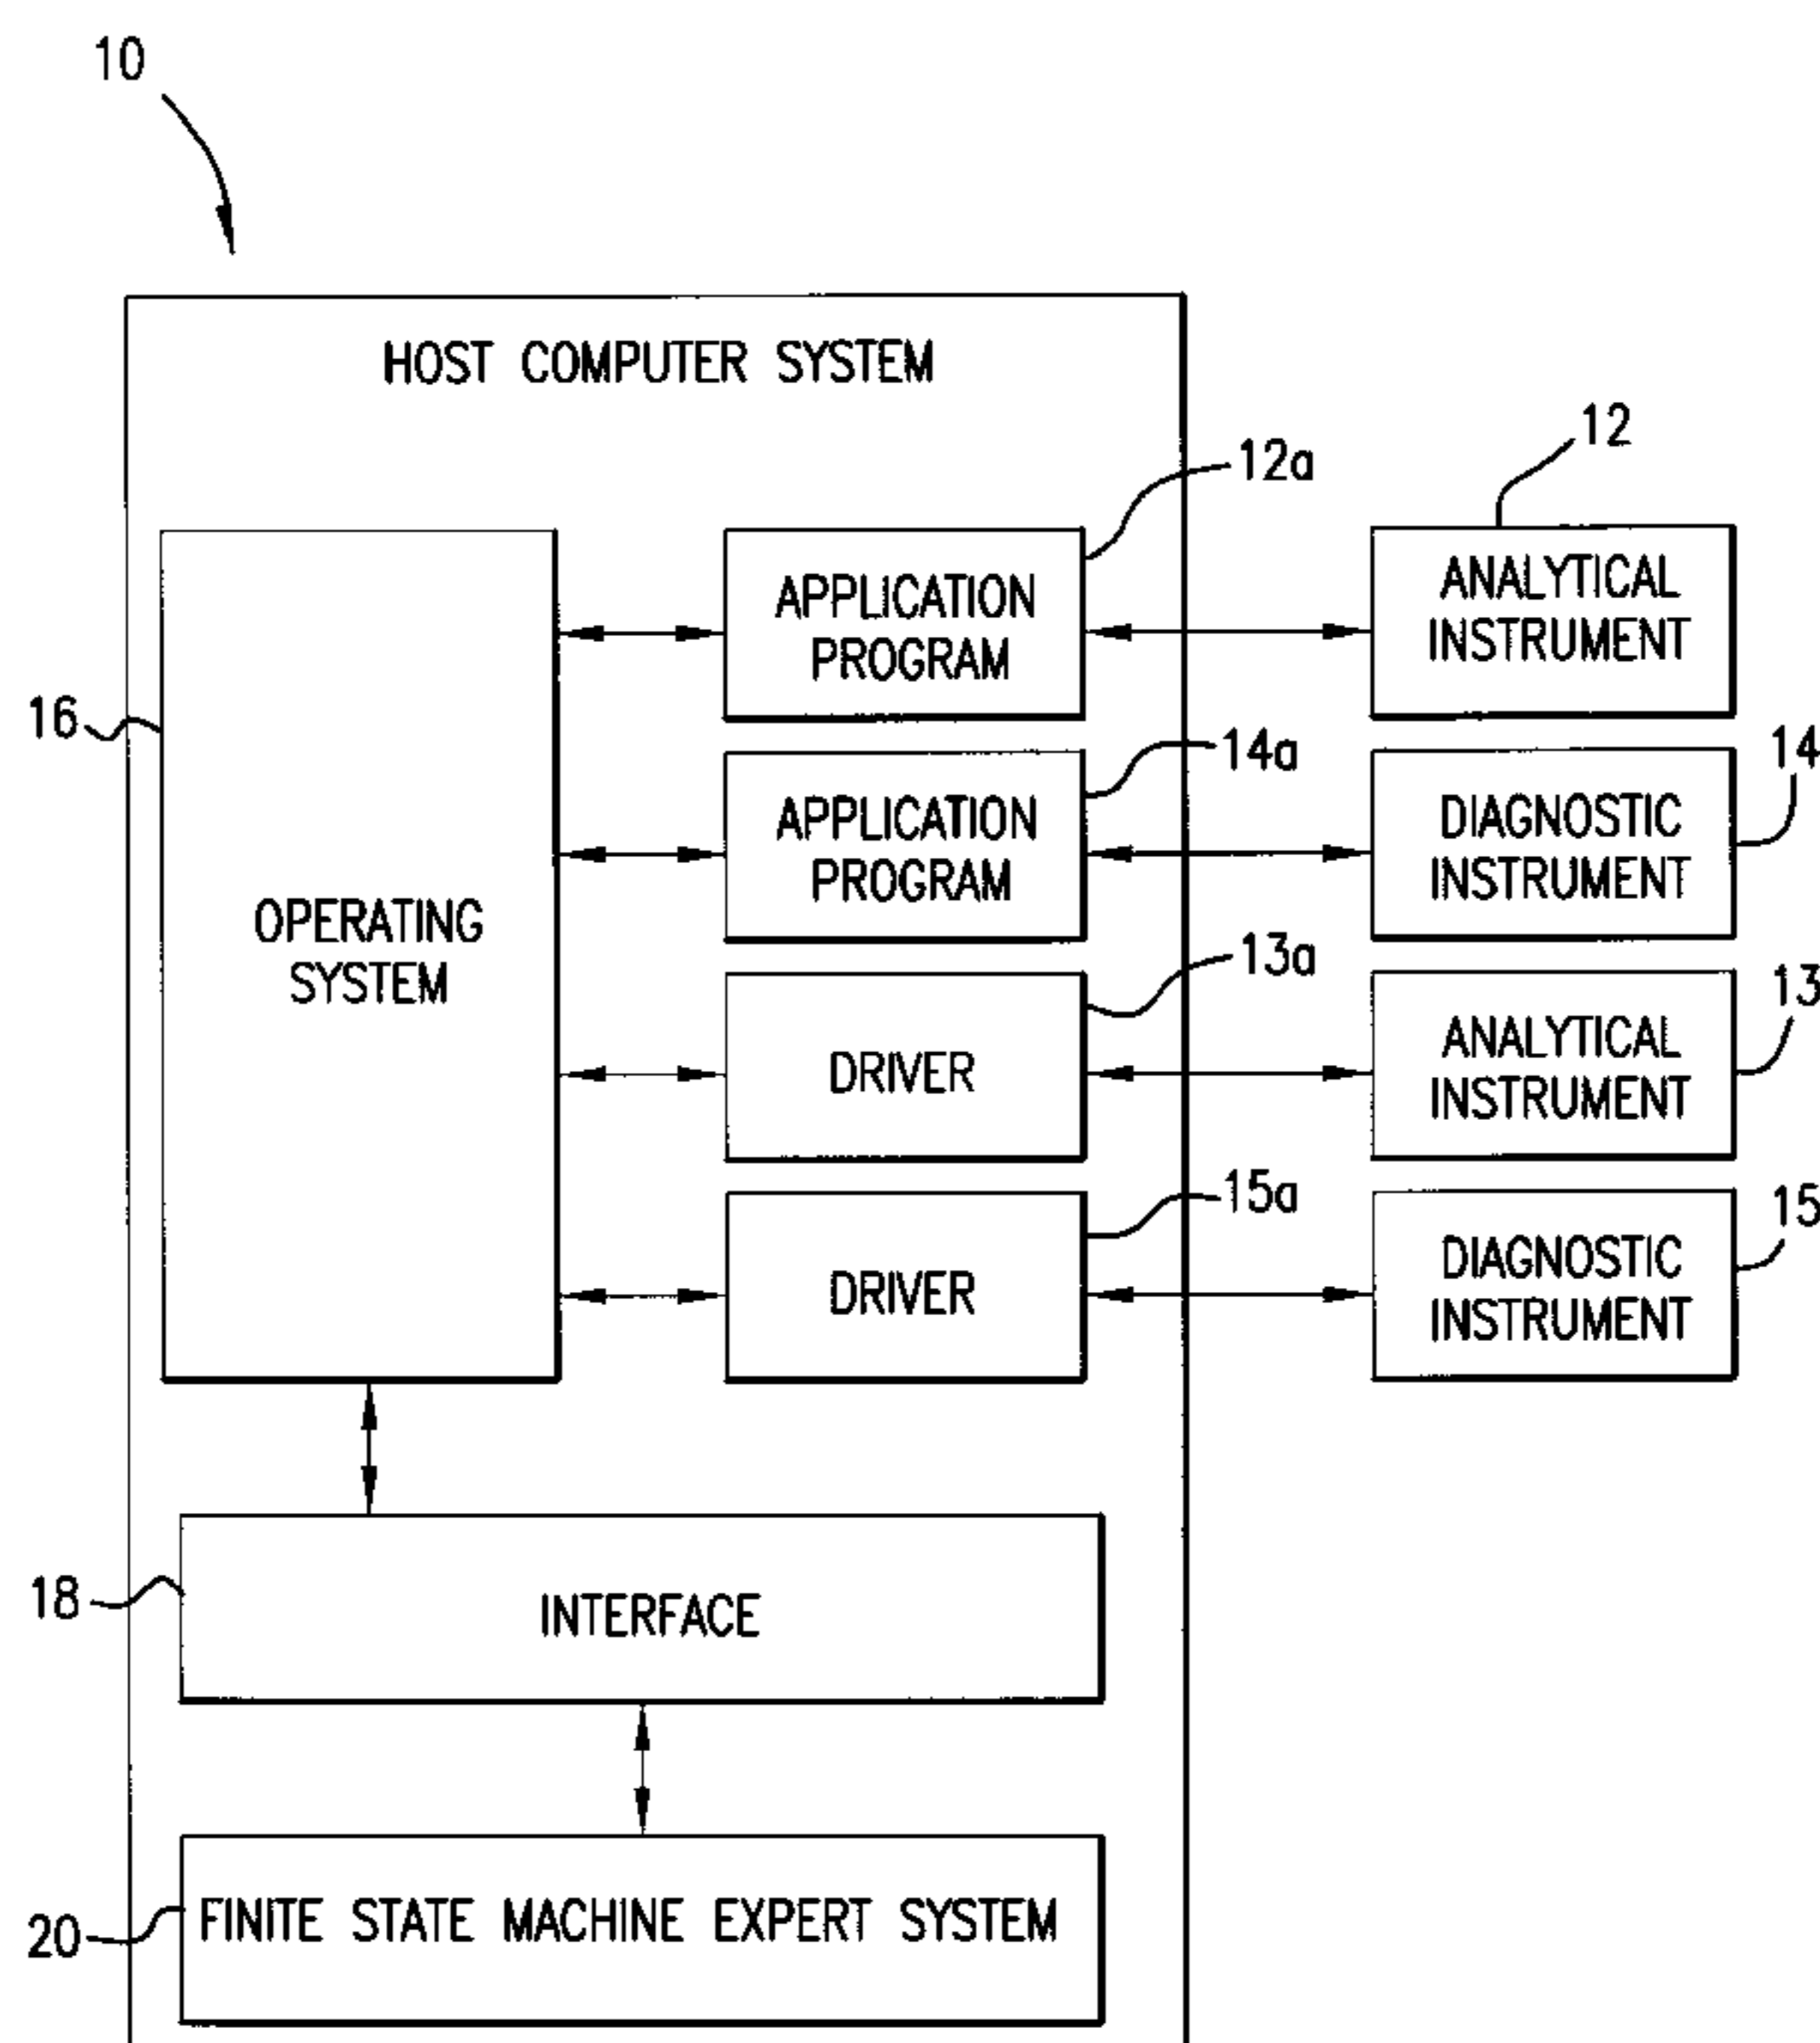 10
HOST COMPUTER SYSTEM
12
12a
APPLICATION
PROGRAM
ANALYTICAL
INSTRUMENT
16
14a
14
APPLICATION
PROGRAM
DIAGNOSTIC
INSTRUMENT
OPERATING
SYSTEM
13a
13
DRIVER
ANALYTICAL
INSTRUMENT
15a
15
DRIVER
DIAGNOSTIC
INSTRUMENT
18
INTERFACE
20
FINITE STATE MACHINE EXPERT SYSTEM